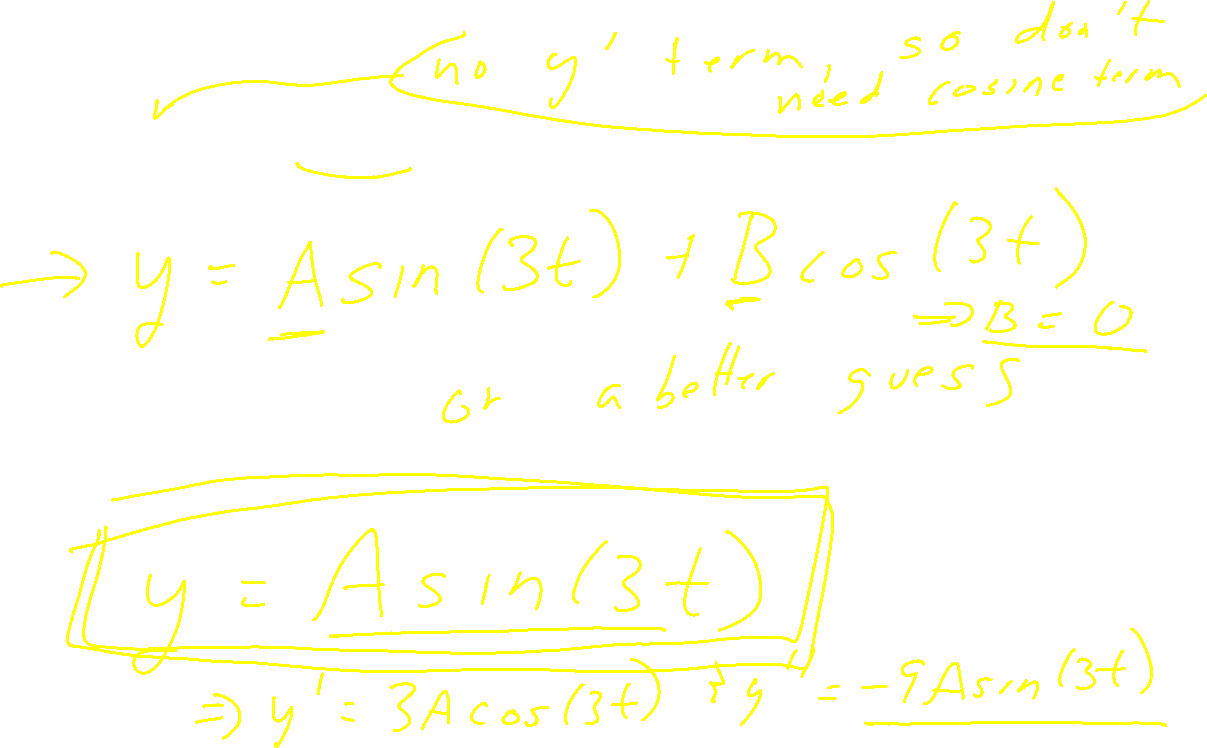 no y' term, so don't
need cosine term
→ y = A sin (3t) + B cos (3t)
⇒ B = 0
or a better guess
y = A sin(3t)
⇒ y' = 3A cos(3t) & y'' = -9A sin (3t)